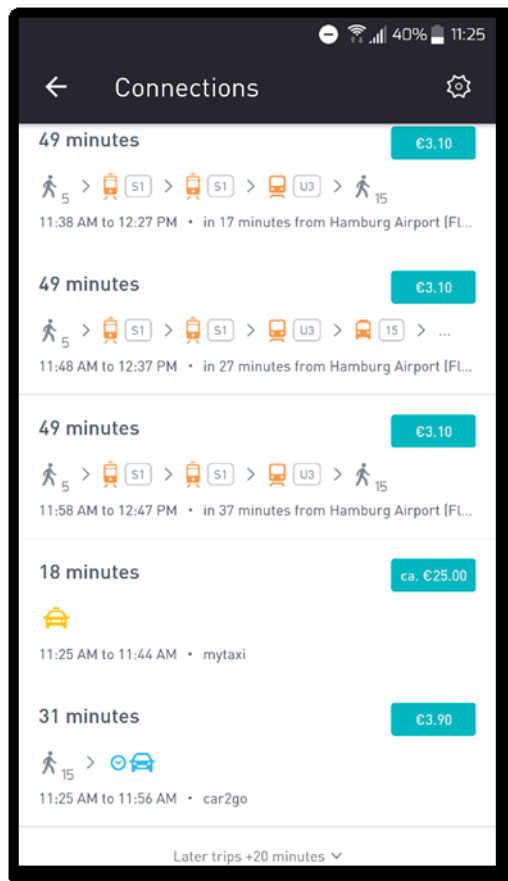 40% 11:25
Connections
49 minutes €3.10
5 > S1 > S1 > U3 > 15
11:38 AM to 12:27 PM • in 17 minutes from Hamburg Airport (Fl...
49 minutes €3.10
5 > S1 > S1 > U3 > 15 > ...
11:48 AM to 12:37 PM • in 27 minutes from Hamburg Airport (Fl...
49 minutes €3.10
5 > S1 > S1 > U3 > 15
11:58 AM to 12:47 PM • in 37 minutes from Hamburg Airport (Fl...
18 minutes ca. €25.00
11:25 AM to 11:44 AM • mytaxi
31 minutes €3.90
15 >
11:25 AM to 11:56 AM • car2go
Later trips +20 minutes